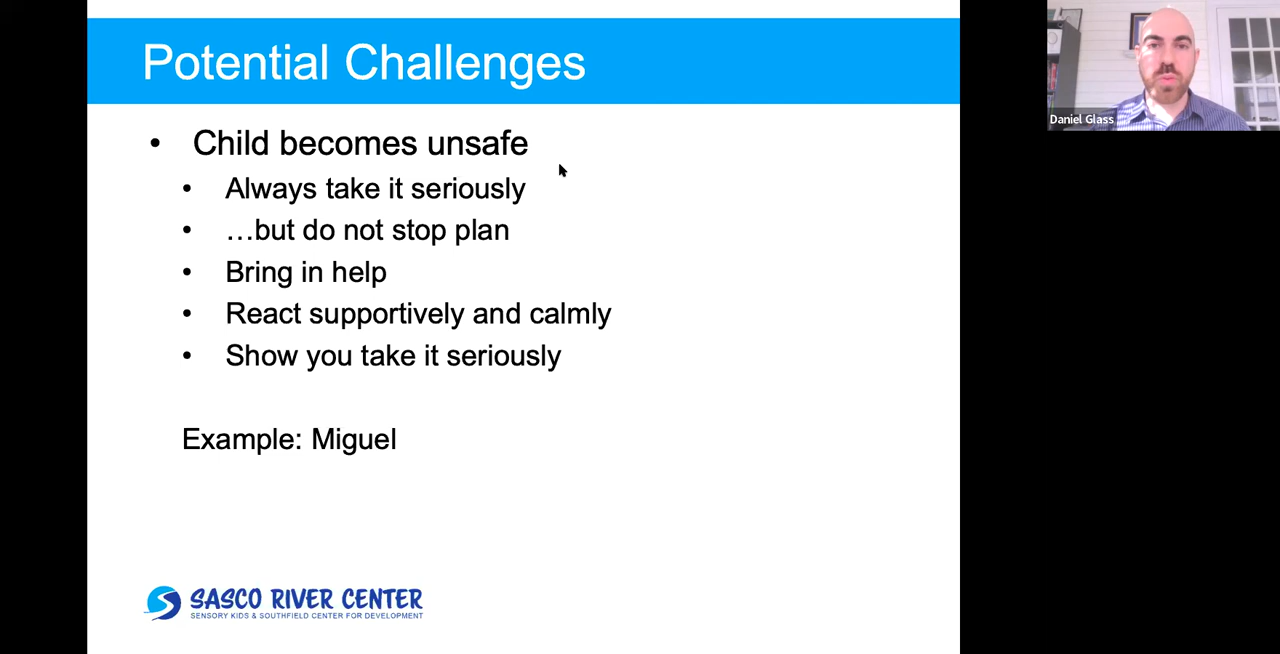 Potential Challenges
• Child becomes unsafe
• Always take it seriously
• …but do not stop plan
• Bring in help
• React supportively and calmly
• Show you take it seriously
Example: Miguel
SASCO RIVER CENTER
SENSORY KIDS & SOUTHFIELD CENTER FOR DEVELOPMENT
Daniel Glass